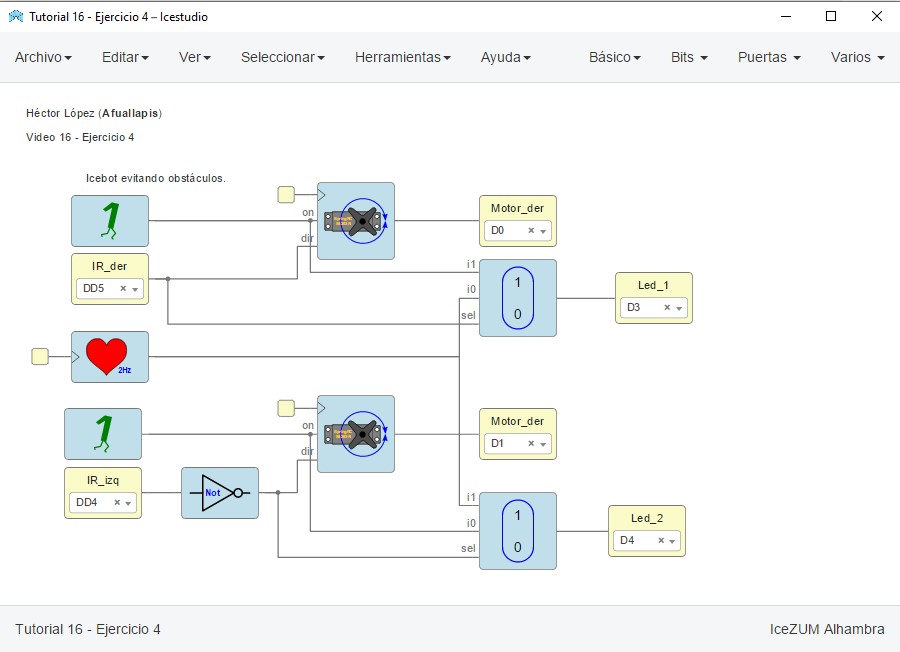 Tutorial 16 - Ejercicio 4 – Icestudio
Archivo Editar Ver Seleccionar Herramientas Ayuda Básico Bits Puertas Varios
Héctor López (Afuallapis)
Video 16 - Ejercicio 4
Icebot evitando obstáculos.
1
on
dir
Motor_der
D0
IR_der
DD5
i1
i0
sel
1
0
Led_1
D3
2Hz
1
on
dir
Motor_der
D1
IR_izq
DD4
Not
i1
i0
sel
1
0
Led_2
D4
Tutorial 16 - Ejercicio 4
IceZUM Alhambra